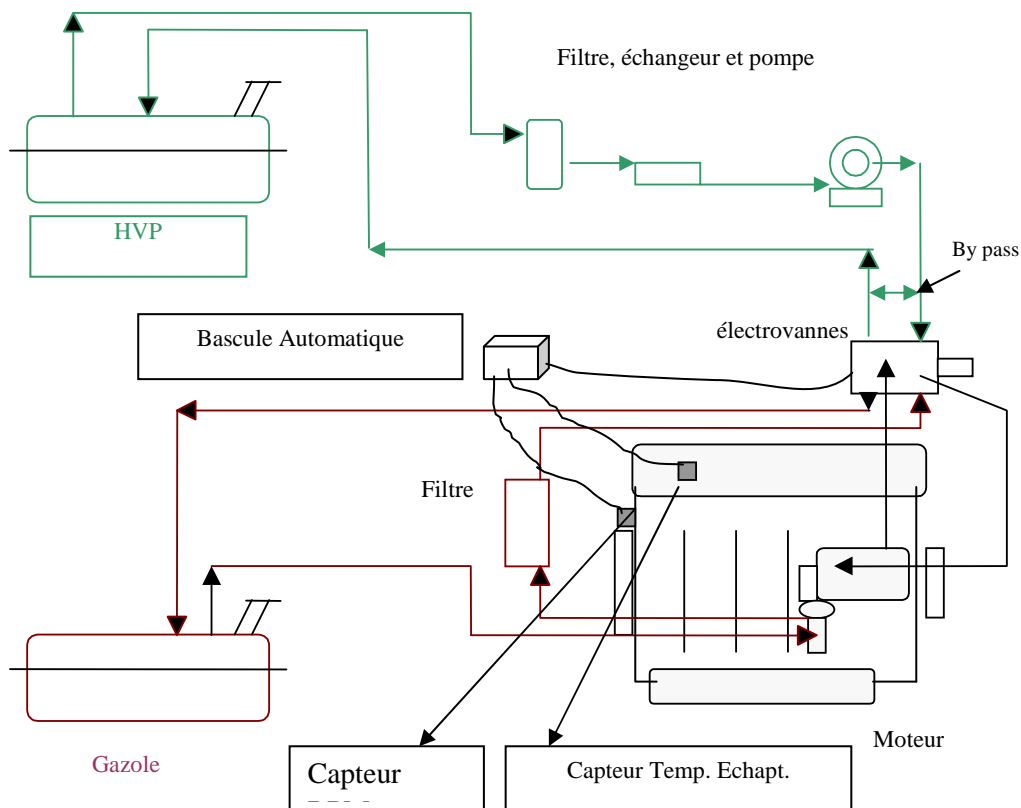 Filtre, échangeur et pompe
HVP
By pass
électrovannes
Bascule Automatique
Filtre
Moteur
Gazole
Capteur
Capteur Temp. Echapt.